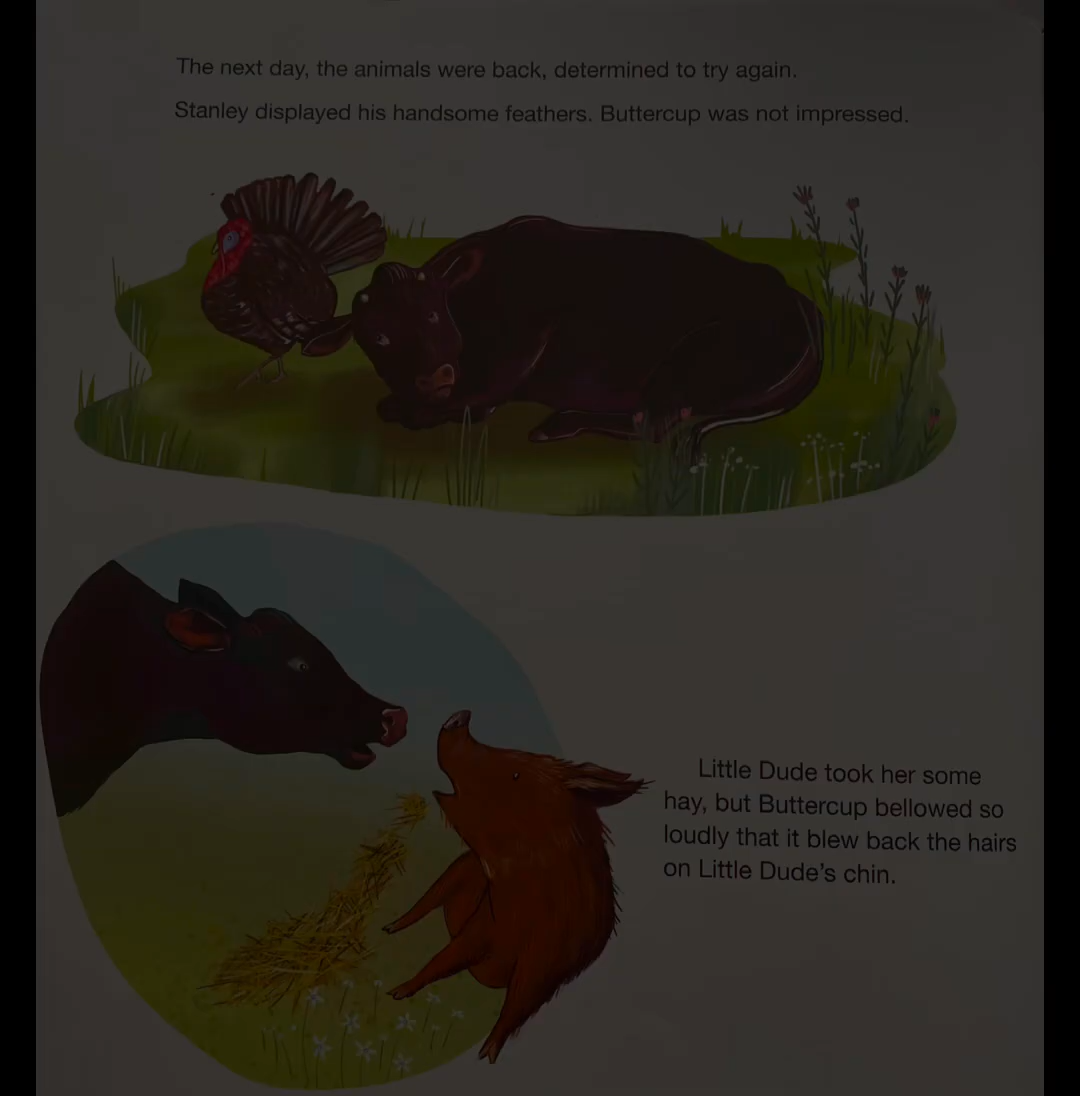 The next day, the animals were back, determined to try again.
Stanley displayed his handsome feathers. Buttercup was not impressed.
Little Dude took her some
hay, but Buttercup bellowed so
loudly that it blew back the hairs
on Little Dude’s chin.